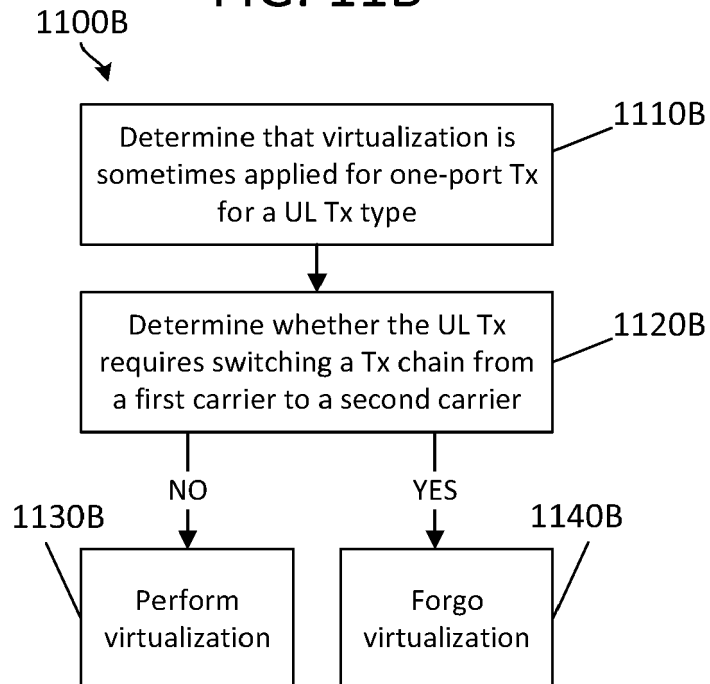 FIG. 11B
1100B
1110B
Determine that virtualization is
sometimes applied for one-port Tx
for a UL Tx type
1120B
Determine whether the UL Tx
requires switching a Tx chain from
a first carrier to a second carrier
NO
YES
1130B
1140B
Perform
virtualization
Forgo
virtualization